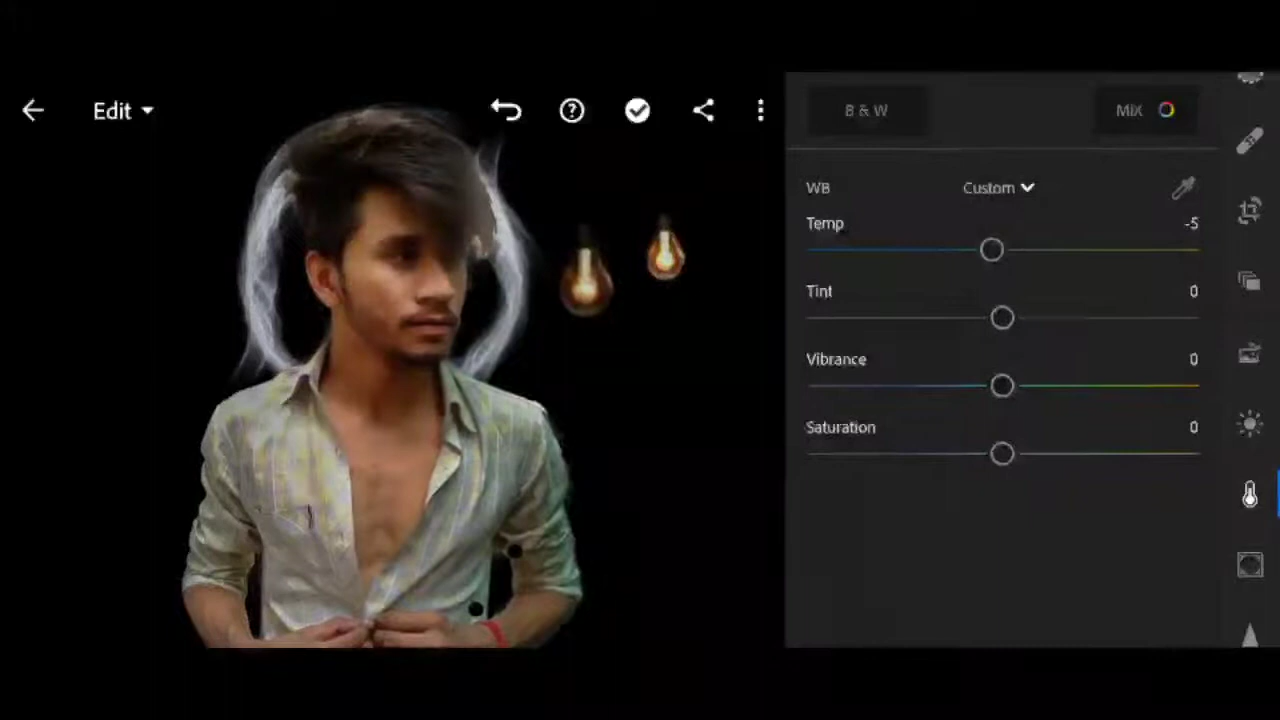 Edit
B & W
MiX
WB
Custom
Temp
-5
Tint
0
Vibrance
0
Saturation
0